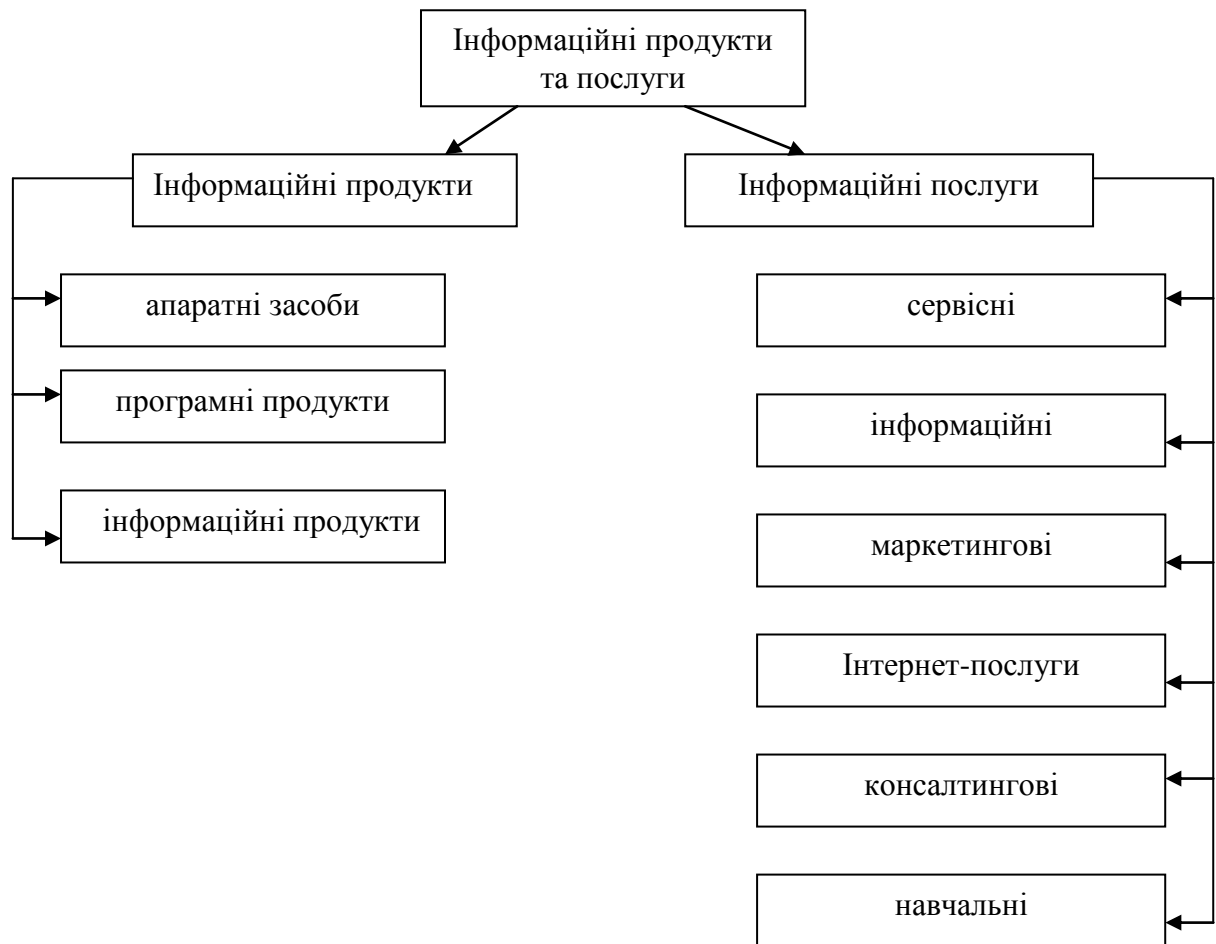 Інформаційні продукти
та послуги
Інформаційні продукти
Інформаційні послуги
апаратні засоби
сервісні
програмні продукти
інформаційні
інформаційні продукти
маркетингові
Інтернет-послуги
консалтингові
навчальні